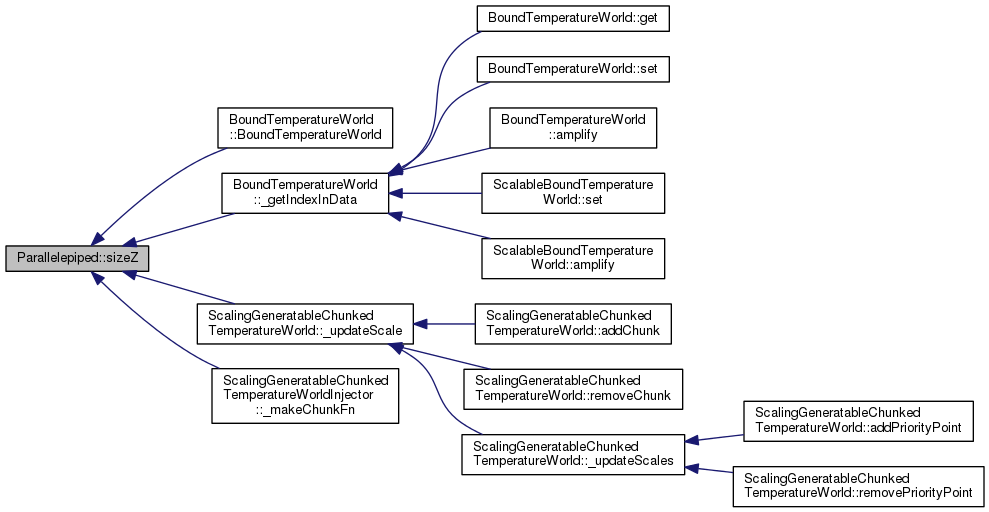 BoundTemperatureWorld::get
BoundTemperatureWorld::set
BoundTemperatureWorld
::BoundTemperatureWorld
BoundTemperatureWorld
::amplify
BoundTemperatureWorld
::_getIndexInData
ScalableBoundTemperature
World::set
ScalableBoundTemperature
World::amplify
Parallelepiped::sizeZ
ScalingGeneratableChunked
TemperatureWorld::_updateScale
ScalingGeneratableChunked
TemperatureWorld::addChunk
ScalingGeneratableChunked
TemperatureWorldInjector
::_makeChunkFn
ScalingGeneratableChunked
TemperatureWorld::removeChunk
ScalingGeneratableChunked
TemperatureWorld::_updateScales
ScalingGeneratableChunked
TemperatureWorld::addPriorityPoint
ScalingGeneratableChunked
TemperatureWorld::removePriorityPoint